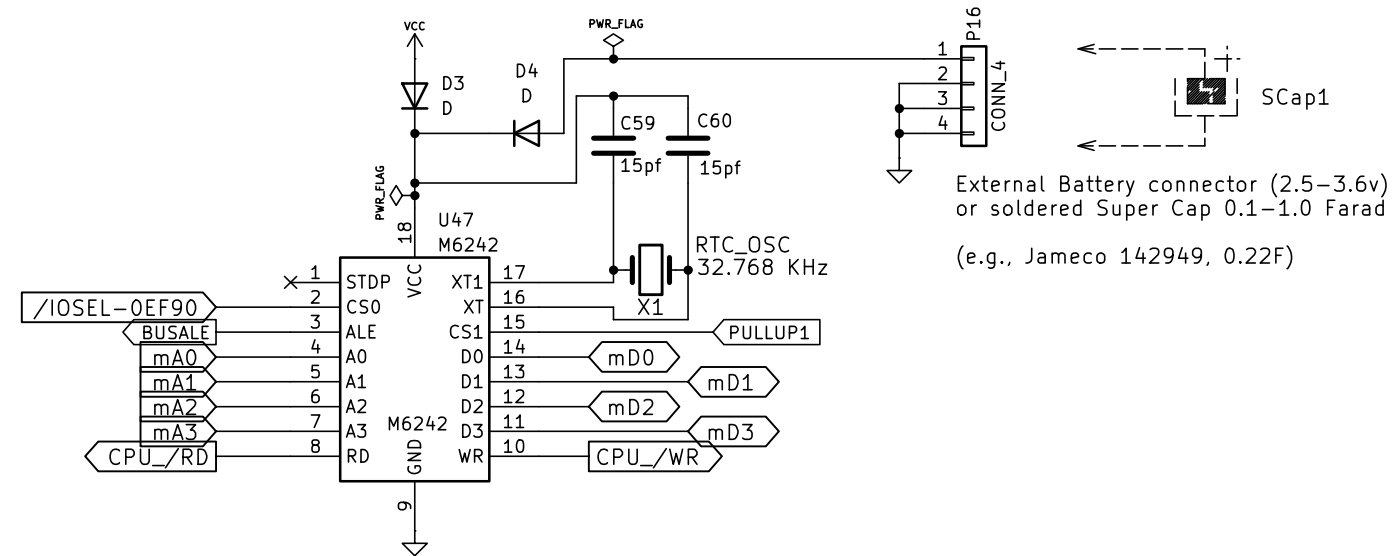 VCC
PWR_FLAG
P16
D3
D
D4
D
1
2
3
4
CONN_4
SCap1
C59
15pf
C60
15pf
External Battery connector (2.5-3.6v)
or soldered Super Cap 0.1-1.0 Farad
(e.g., Jameco 142949, 0.22F)
PWR_FLAG
18
U47
M6242
RTC_OSC
32.768 KHz
X1
VCC
1 STDP
XT1 17
/IOSEL-0EF90 2 CS0
XT 16
BUSALE 3 ALE
CS1 15 PULLUP1
mA0 4 A0
D0 14 mD0
mA1 5 A1
D1 13 mD1
mA2 6 A2
D2 12 mD2
mA3 7 A3
M6242
D3 11 mD3
CPU_/RD 8 RD
GND
WR 10 CPU_/WR
9